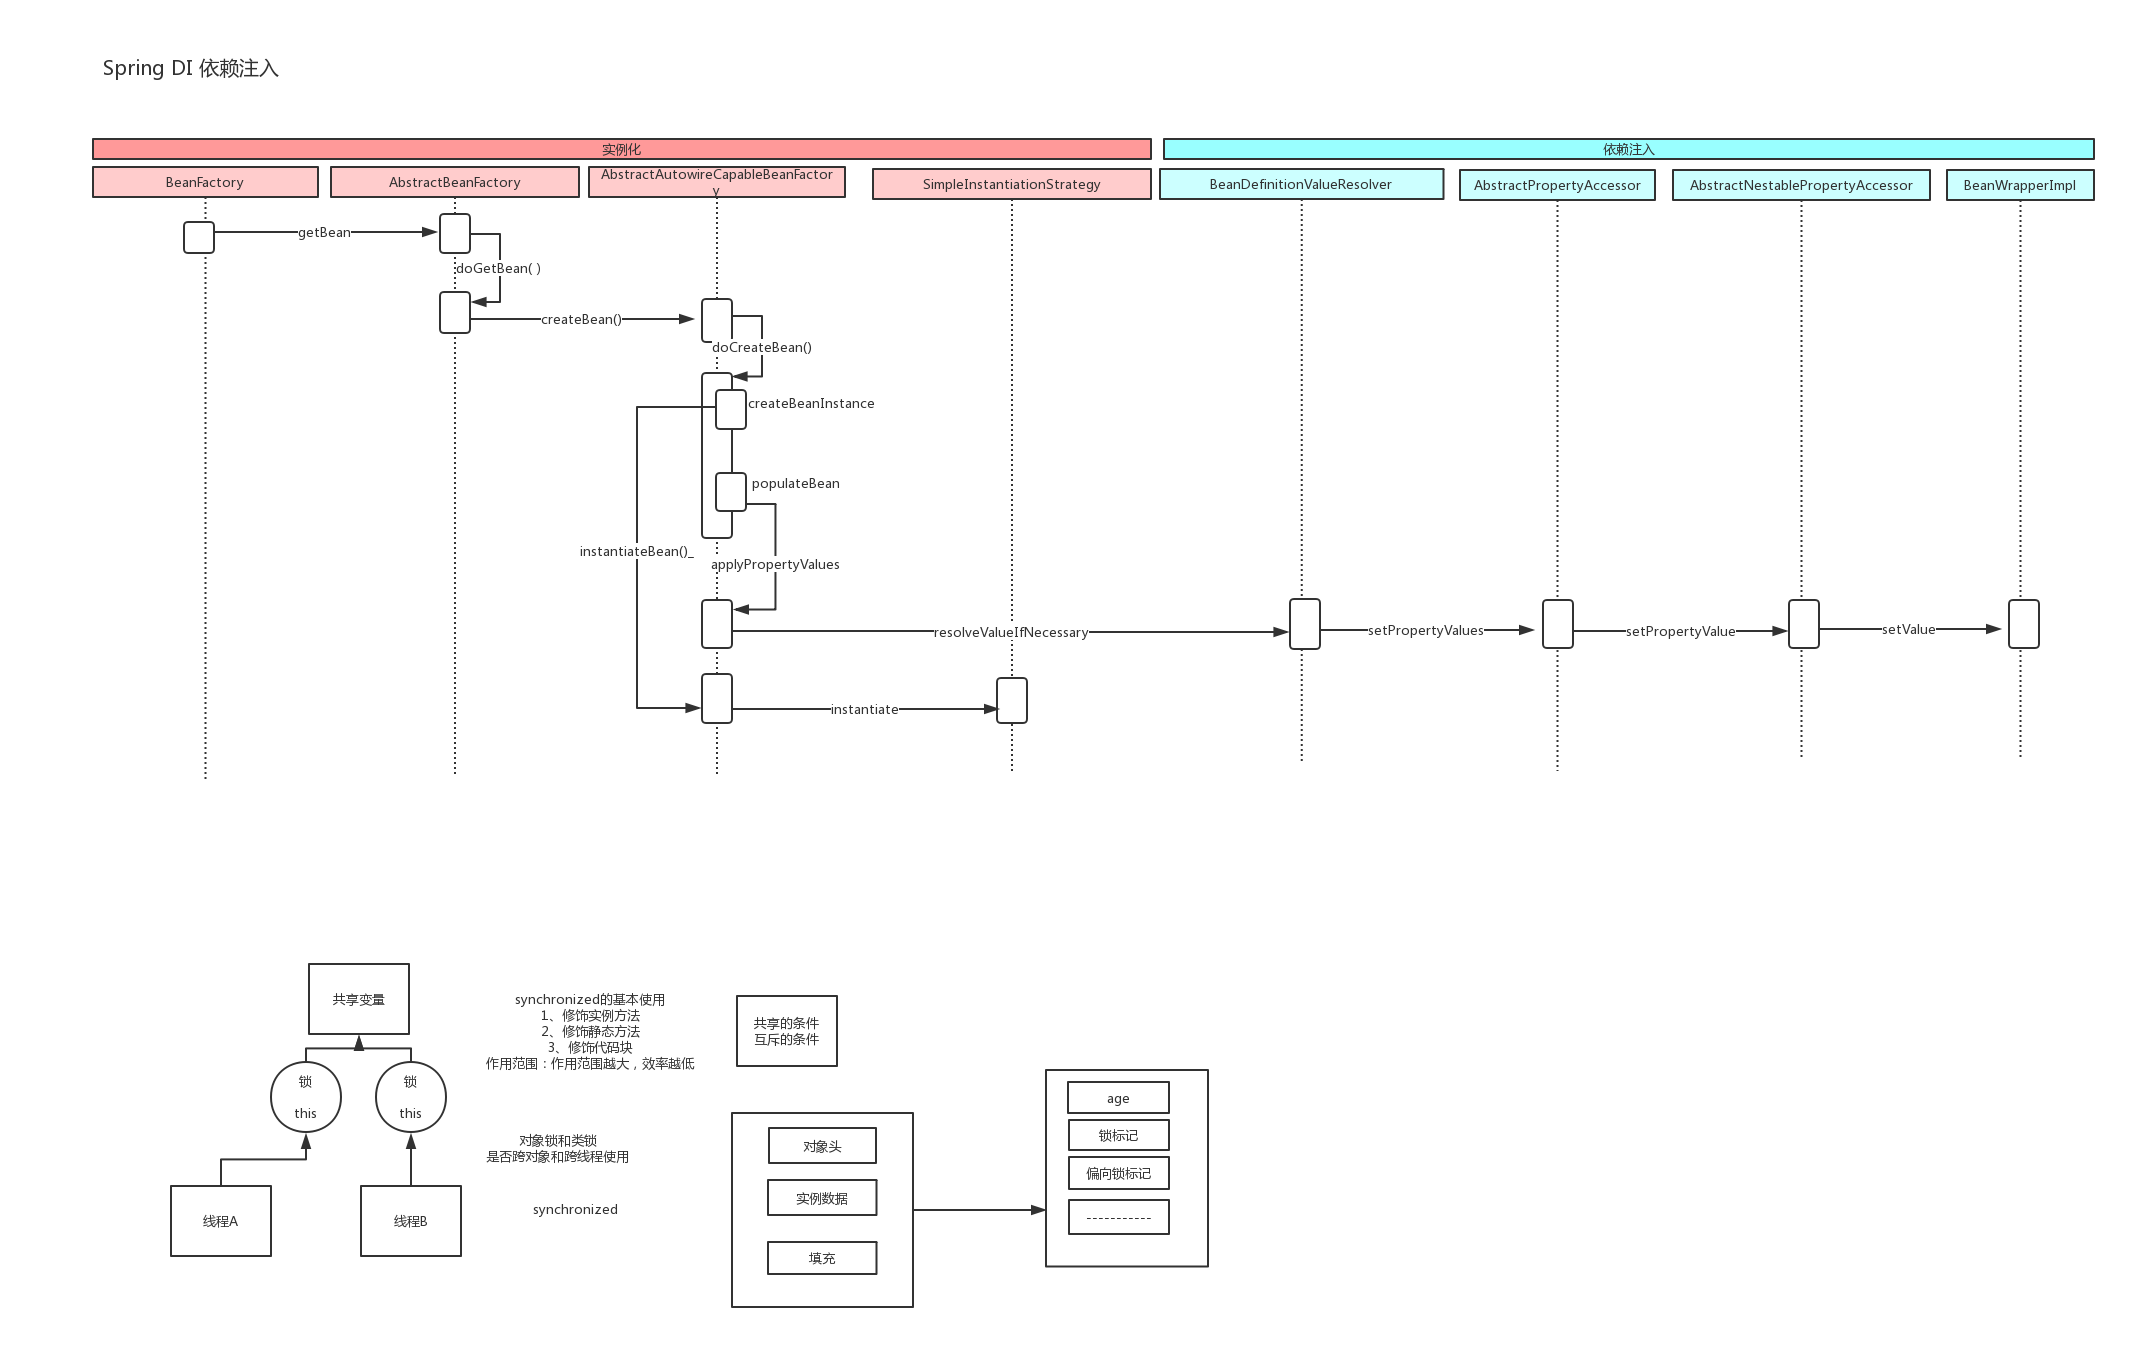 Spring DI 依赖注入
实例化
依赖注入
BeanFactory
AbstractBeanFactory
AbstractAutowireCapableBeanFactor
y
SimpleInstantiationStrategy
BeanDefinitionValueResolver
AbstractPropertyAccessor
AbstractNestablePropertyAccessor
BeanWrapperImpl
getBean
doGetBean( )
createBean()
doCreateBean()
createBeanInstance
populateBean
instantiateBean()_
applyPropertyValues
resolveValueIfNecessary
setPropertyValues
setPropertyValue
setValue
instantiate
共享变量
锁
this
锁
this
线程A
线程B
synchronized的基本使用
1、修饰实例方法
2、修饰静态方法
3、修饰代码块
作用范围：作用范围越大，效率越低
对象锁和类锁
是否跨对象和跨线程使用
synchronized
共享的条件
互斥的条件
对象头
实例数据
填充
age
锁标记
偏向锁标记
-----------